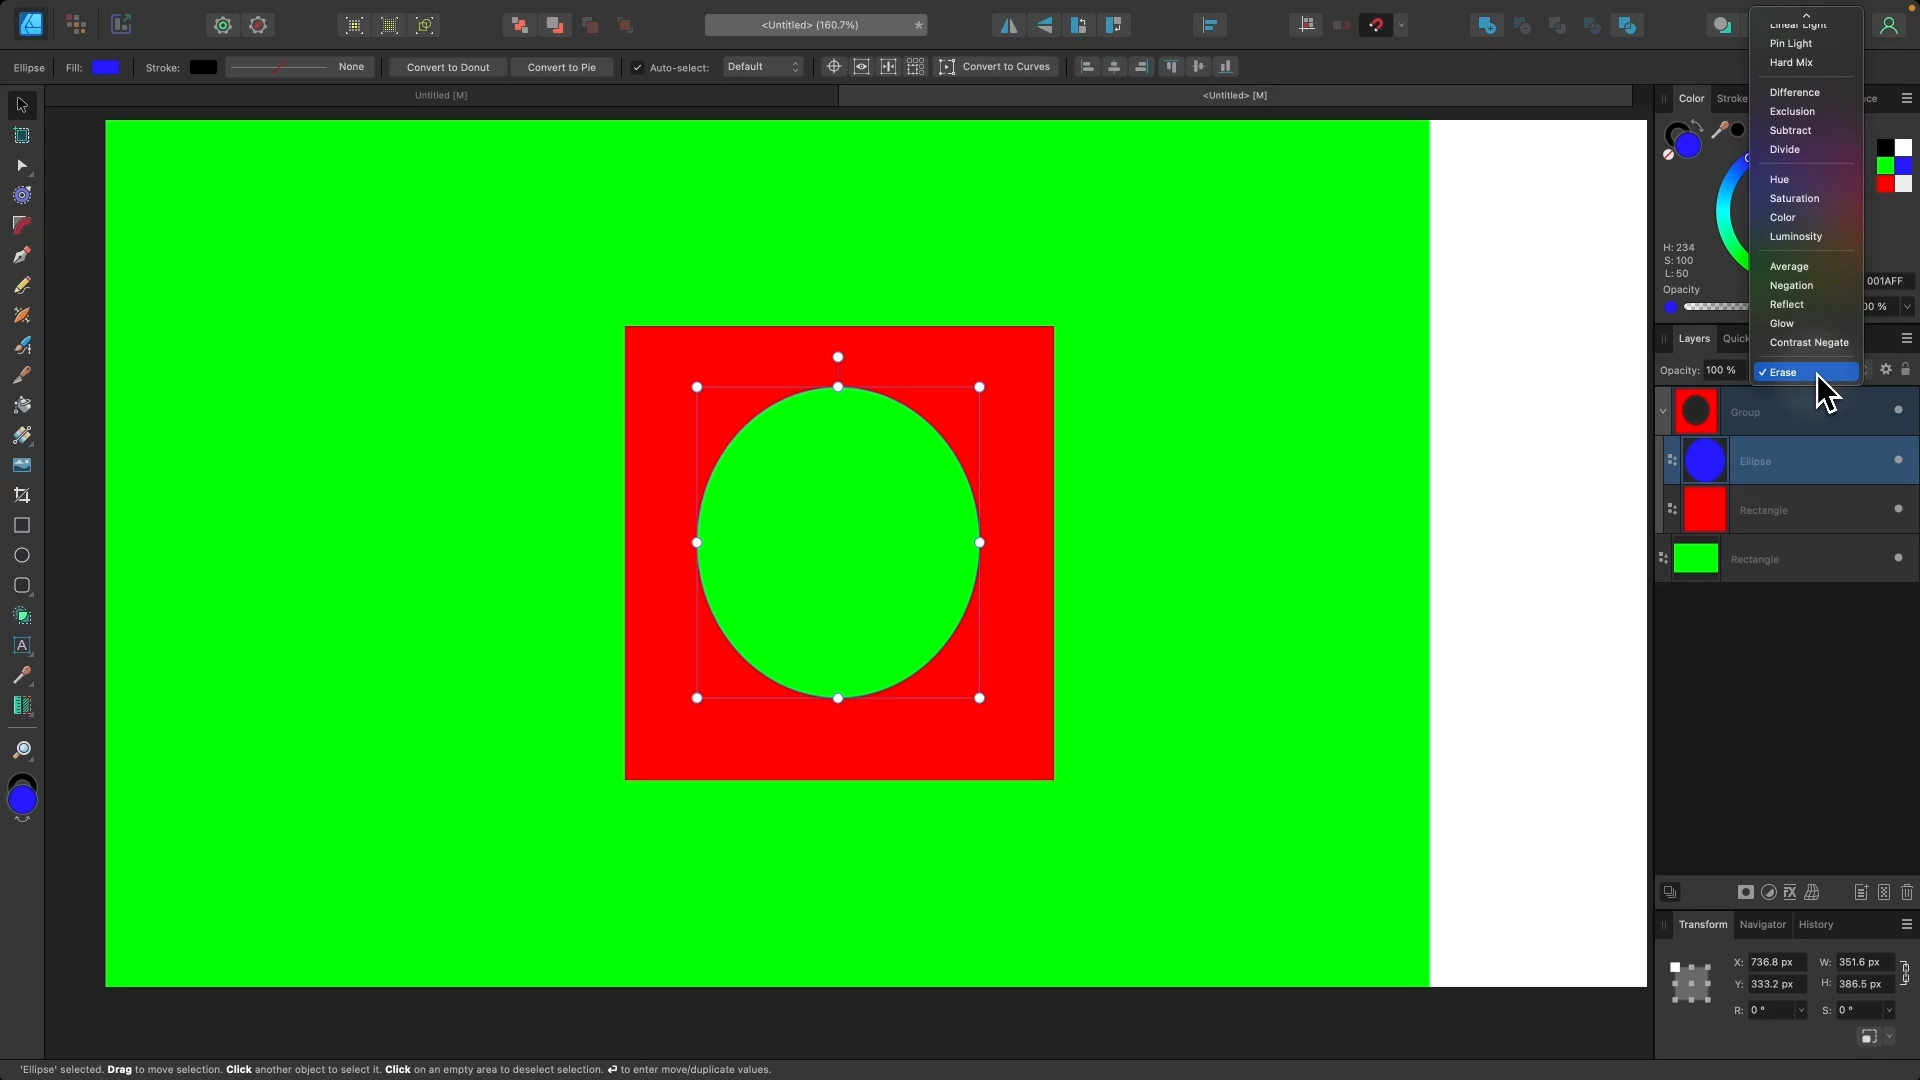 <Untitled> (160.7%)
*
Ellipse
Fill:
Stroke:
None
Convert to Donut
Convert to Pie
Auto-select:
Default
Convert to Curves
Untitled [M]
<Untitled> [M]
Linear Light
Pin Light
Hard Mix
Difference
Exclusion
Subtract
Divide
Hue
Saturation
Color
Luminosity
Average
Negation
Reflect
Glow
Contrast Negate
✓ Erase
Color
Stroke
H: 234
S: 100
L: 50
001AFF
Opacity
Layers
Quick
Opacity: 100 %
Group
Ellipse
Rectangle
Rectangle
Transform
Navigator
History
X: 736.8 px
W: 351.6 px
Y: 333.2 px
H: 386.5 px
R: 0 °
S: 0 °
A
'Ellipse' selected. Drag to move selection. Click another object to select it. Click on an empty area to deselect selection. ⏎ to enter move/duplicate values.